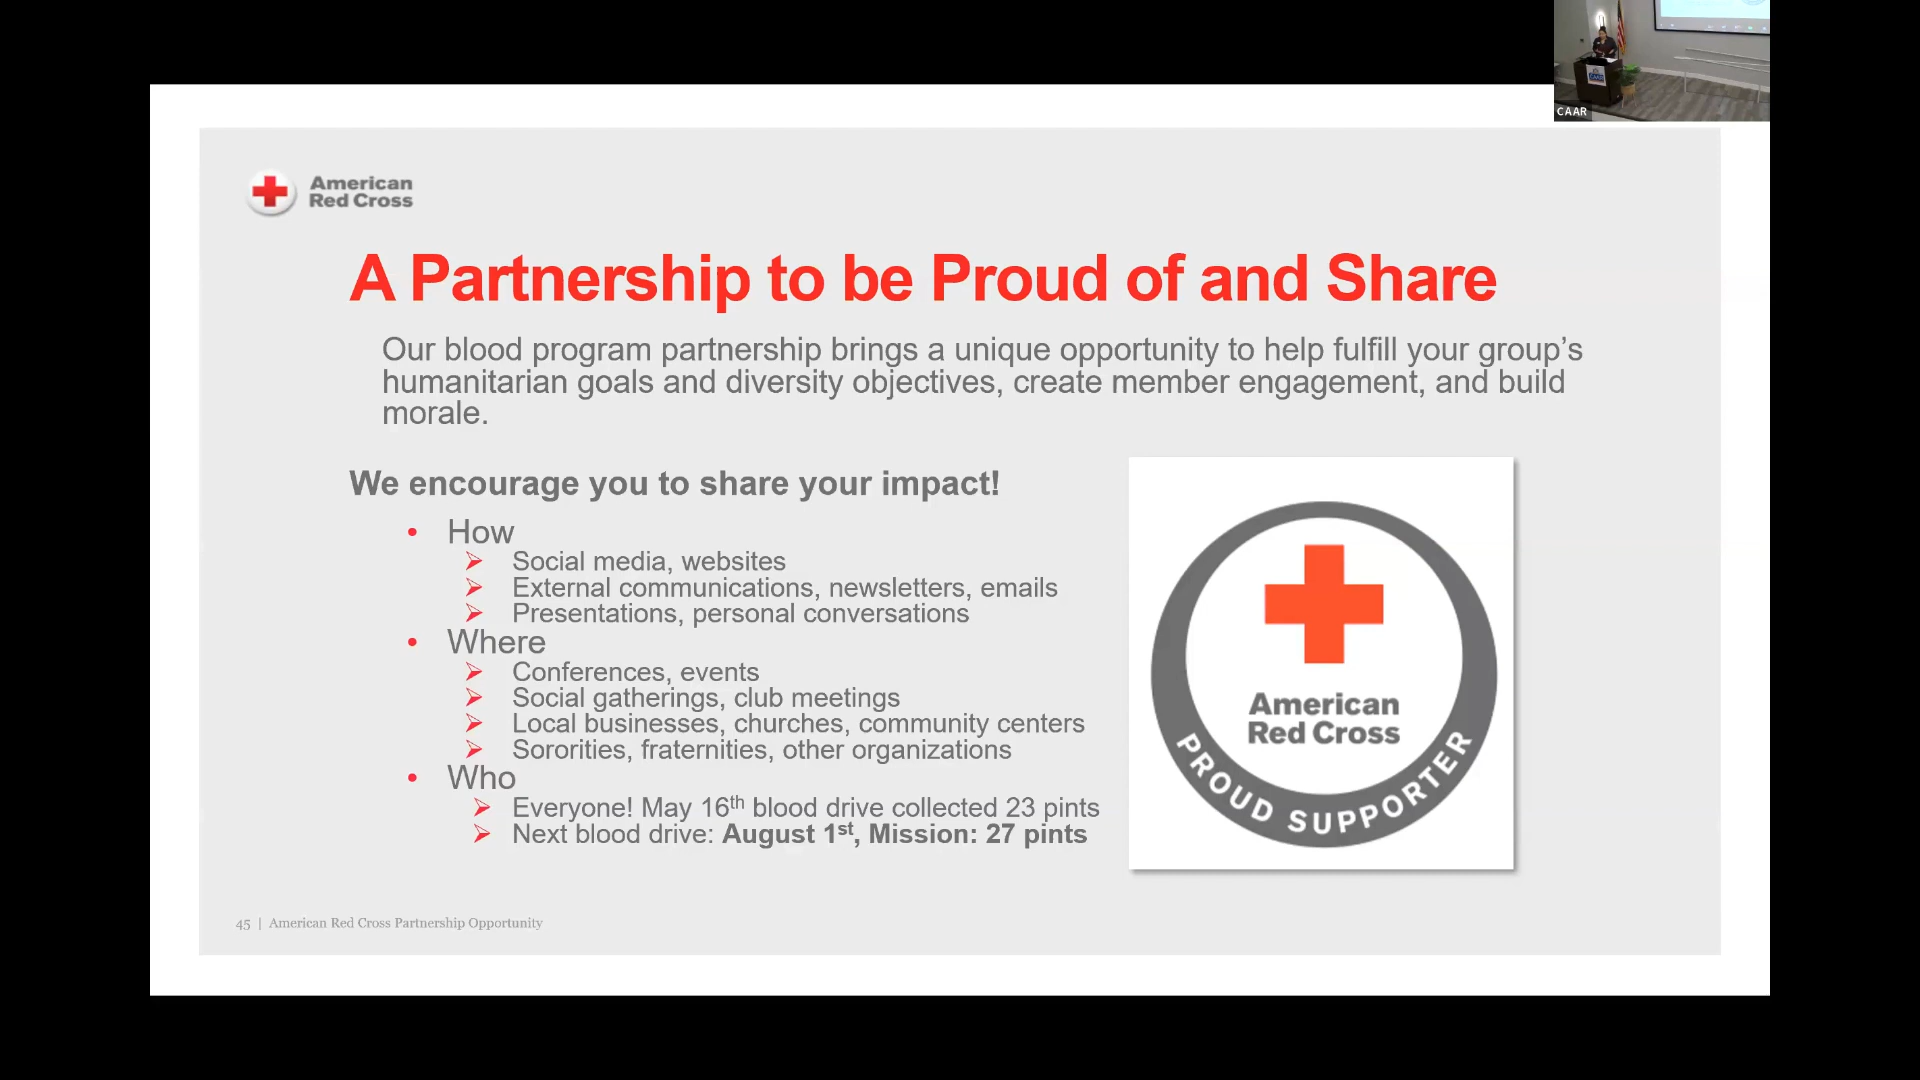 CAAR
American
Red Cross
A Partnership to be Proud of and Share
Our blood program partnership brings a unique opportunity to help fulfill your group’s
humanitarian goals and diversity objectives, create member engagement, and build
morale.
We encourage you to share your impact!
• How
➢ Social media, websites
➢ External communications, newsletters, emails
➢ Presentations, personal conversations
• Where
➢ Conferences, events
➢ Social gatherings, club meetings
➢ Local businesses, churches, community centers
➢ Sororities, fraternities, other organizations
• Who
➢ Everyone! May 16th blood drive collected 23 pints
➢ Next blood drive: August 1st, Mission: 27 pints
American
Red Cross
PROUD SUPPORTER
45 | American Red Cross Partnership Opportunity